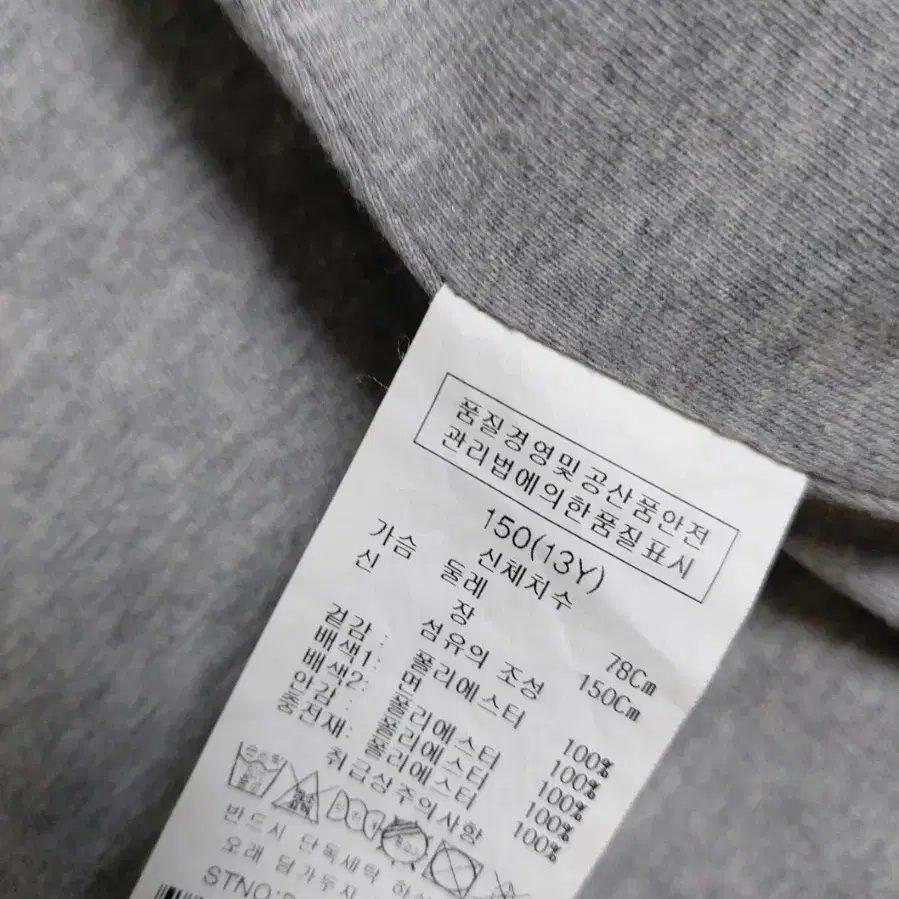 품질경영및공산품안전
관리법에의한품질표시
150(13Y)
신체치수
가슴 둘레 78Cm
신 장 150Cm
섬유의 조성
겉감 : 폴리에스터 100%
배색1: 면 100%
배색2: 폴리에스터 100%
안감 : 폴리에스터 100%
충전재: 폴리에스터 100%
취급상주의사항
반드시 단독세탁 하
오래 담가두지
STNO: